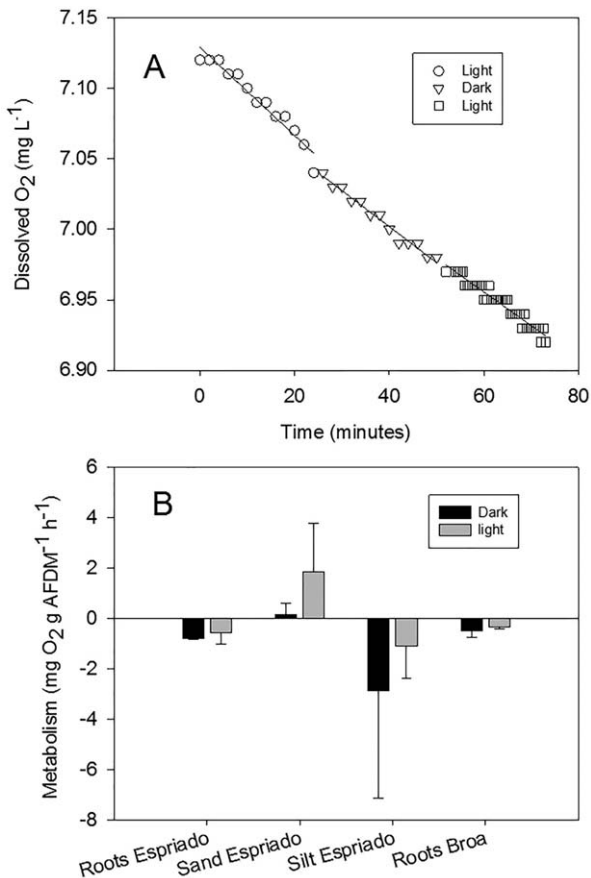 7.15
7.10
7.05
7.00
6.95
6.90
Dissolved O2 (mg L-1)
A
Light
Dark
Light
0 20 40 60 80
Time (minutes)
6
4
2
0
-2
-4
-6
-8
Metabolism (mg O2 g AFDM-1 h-1)
B
Dark
light
Roots Espriado
Sand Espriado
Silt Espriado
Roots Broa